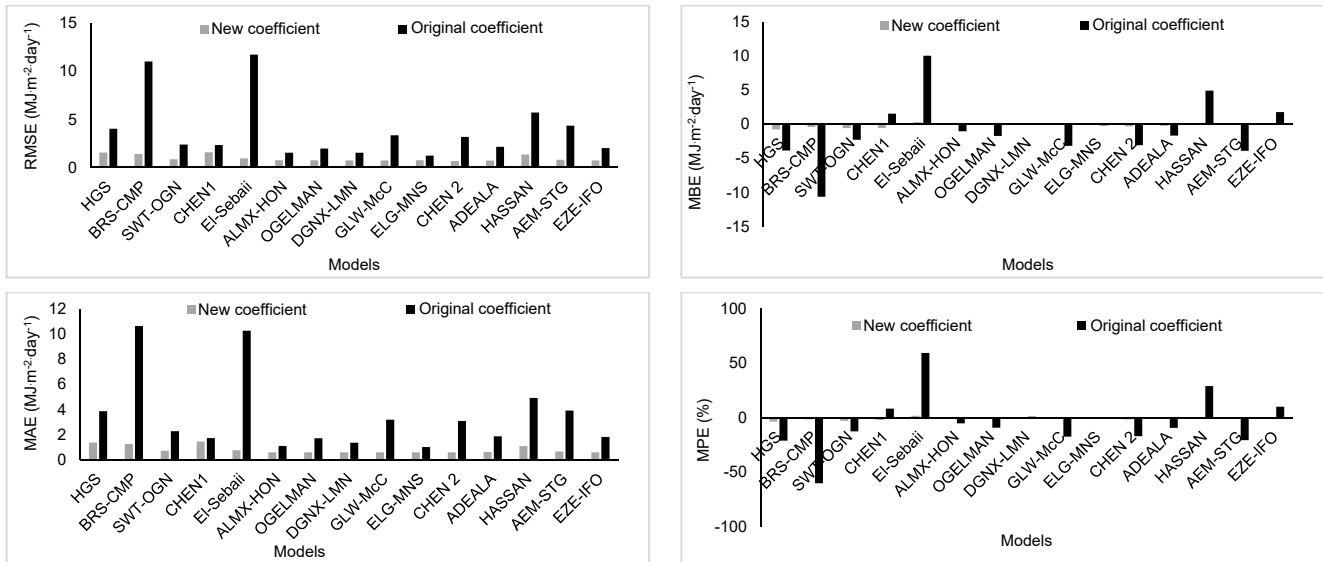 RMSE (MJ·m-2·day-1)
15
10
5
0
New coefficient
Original coefficient
HGS
BRS-CMP
SWT-OGN
CHEN1
El-Sebaii
ALMX-HON
OGELMAN
DGNX-LMN
GLW-McC
ELG-MNS
CHEN 2
ADEALA
HASSAN
AEM-STG
EZE-IFO
Models
MBE (MJ·m-2·day-1)
15
10
5
0
-5
-10
-15
New coefficient
Original coefficient
HGS
BRS-CMP
SWT-OGN
CHEN1
El-Sebaii
ALMX-HON
OGELMAN
DGNX-LMN
GLW-McC
ELG-MNS
CHEN 2
ADEALA
HASSAN
AEM-STG
EZE-IFO
Models
MAE (MJ·m-2·day-1)
12
10
8
6
4
2
0
New coefficient
Original coefficient
HGS
BRS-CMP
SWT-OGN
CHEN1
El-Sebaii
ALMX-HON
OGELMAN
DGNX-LMN
GLW-McC
ELG-MNS
CHEN 2
ADEALA
HASSAN
AEM-STG
EZE-IFO
Models
MPE (%)
100
50
0
-50
-100
New coefficient
Original coefficient
HGS
BRS-CMP
SWT-OGN
CHEN1
El-Sebaii
ALMX-HON
OGELMAN
DGNX-LMN
GLW-McC
ELG-MNS
CHEN 2
ADEALA
HASSAN
AEM-STG
EZE-IFO
Models